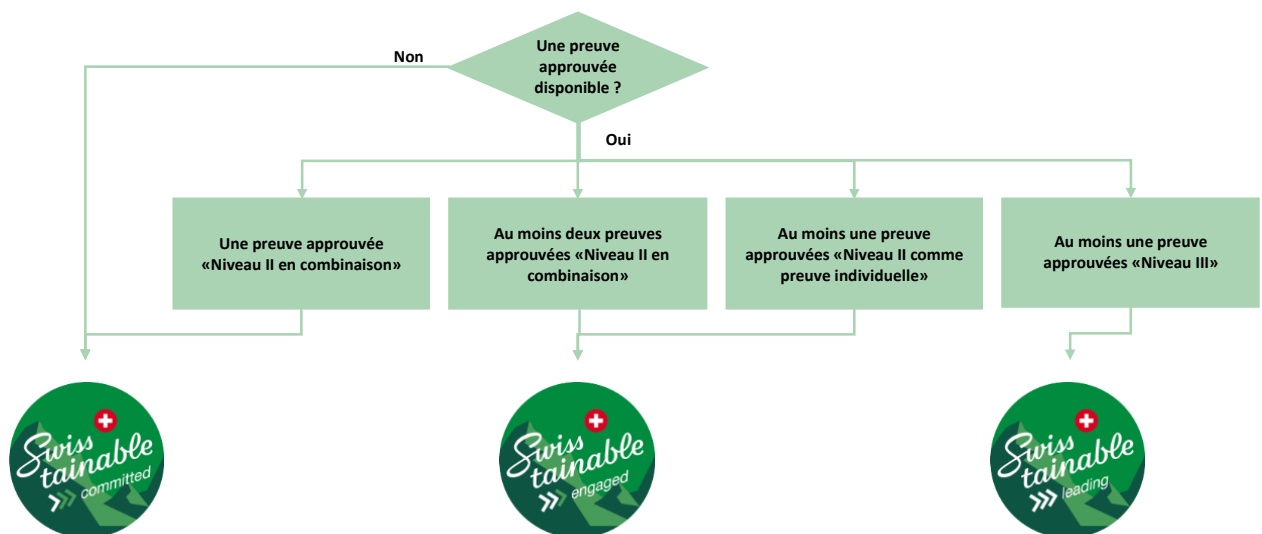 Une preuve
approuvée
disponible ?
Non
Oui
Une preuve approuvée
«Niveau II en combinaison»
Au moins deux preuves
approuvées «Niveau II en
combinaison»
Au moins une preuve
approuvées «Niveau II comme
preuve individuelle»
Au moins une preuve
approuvées «Niveau III»
Swiss
tainable
committed
Swiss
tainable
engaged
Swiss
tainable
leading